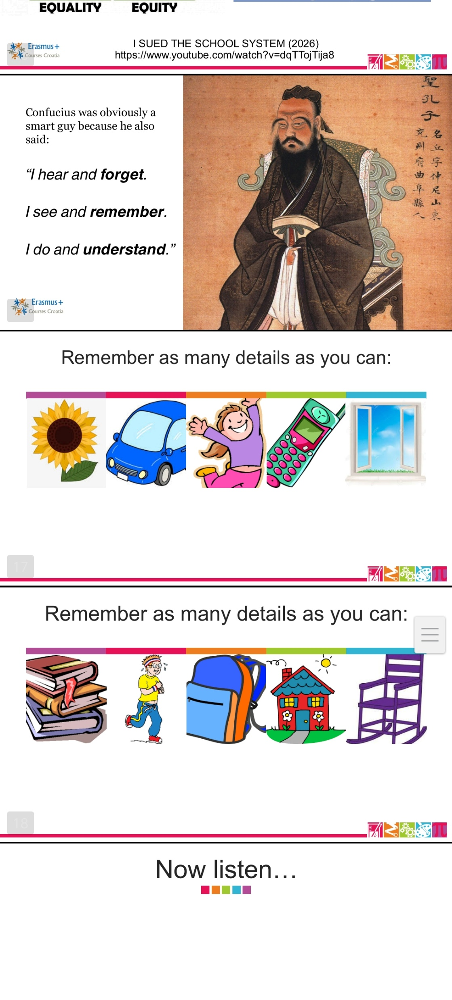 EQUALITY EQUITY
Erasmus+
Courses Croatia
I SUED THE SCHOOL SYSTEM (2026)
https://www.youtube.com/watch?v=dqTTojTija8
Confucius was obviously a
smart guy because he also
said:
“I hear and forget.
I see and remember.
I do and understand.”
聖孔子
名丘字仲尼山東
兗州府曲阜縣人
Erasmus+
Courses Croatia
Remember as many details as you can:
17
Remember as many details as you can:
18
Now listen…